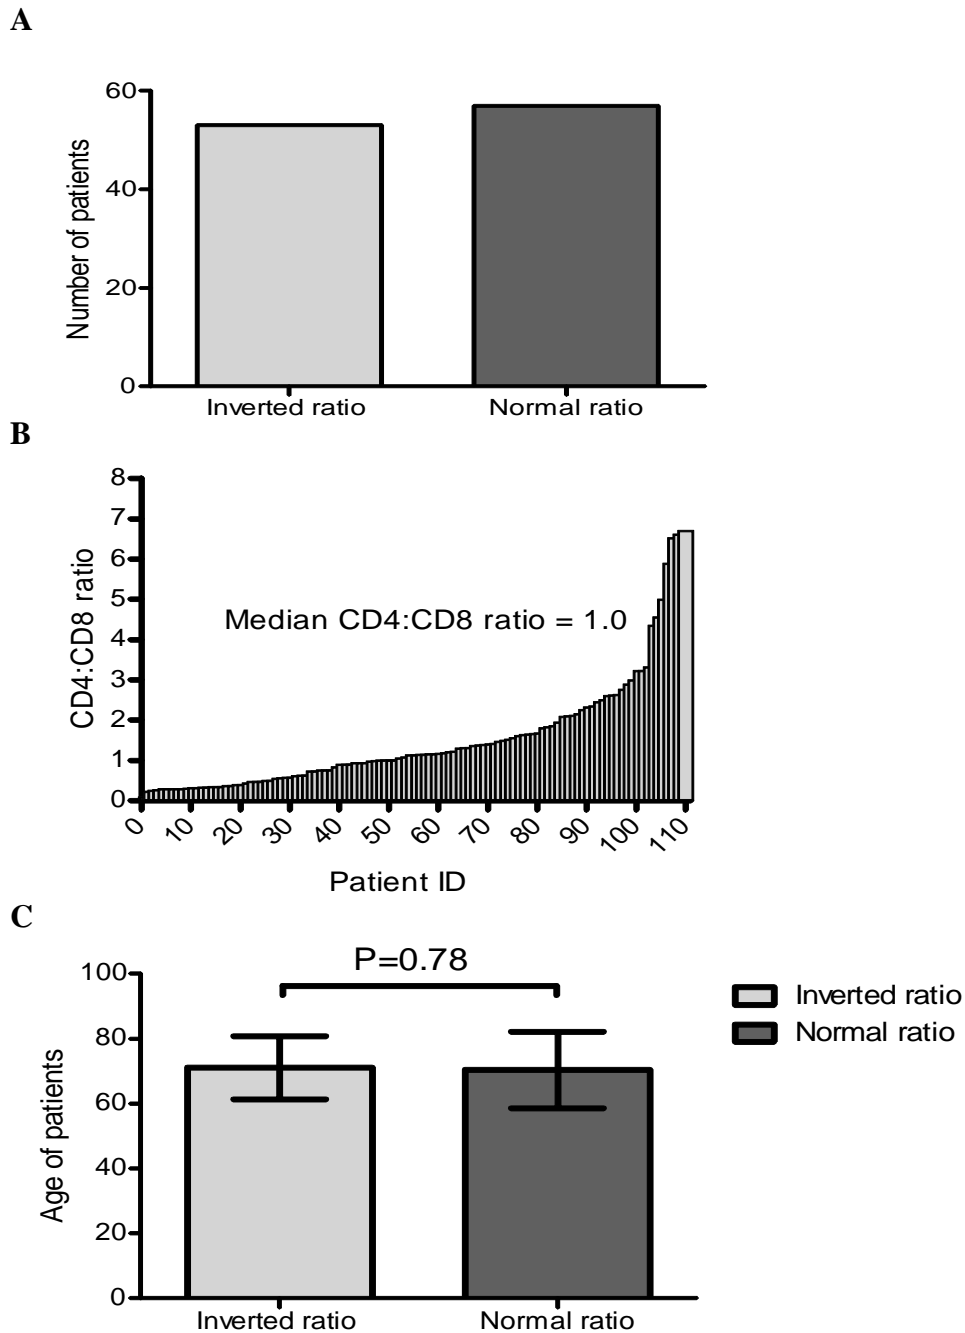 A
60
40
20
0
Number of patients
Inverted ratio
Normal ratio
B
8
7
6
5
4
3
2
1
0
CD4:CD8 ratio
Median CD4:CD8 ratio = 1.0
0 10 20 30 40 50 60 70 80 90 100 110
Patient ID
C
P=0.78
100
80
60
40
20
0
Age of patients
Inverted ratio
Normal ratio
Inverted ratio
Normal ratio